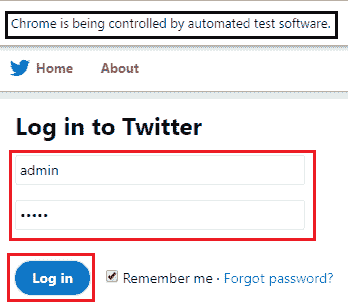 Chrome is being controlled by automated test software.
Home About
Log in to Twitter
admin
•••••
Log in Remember me · Forgot password?